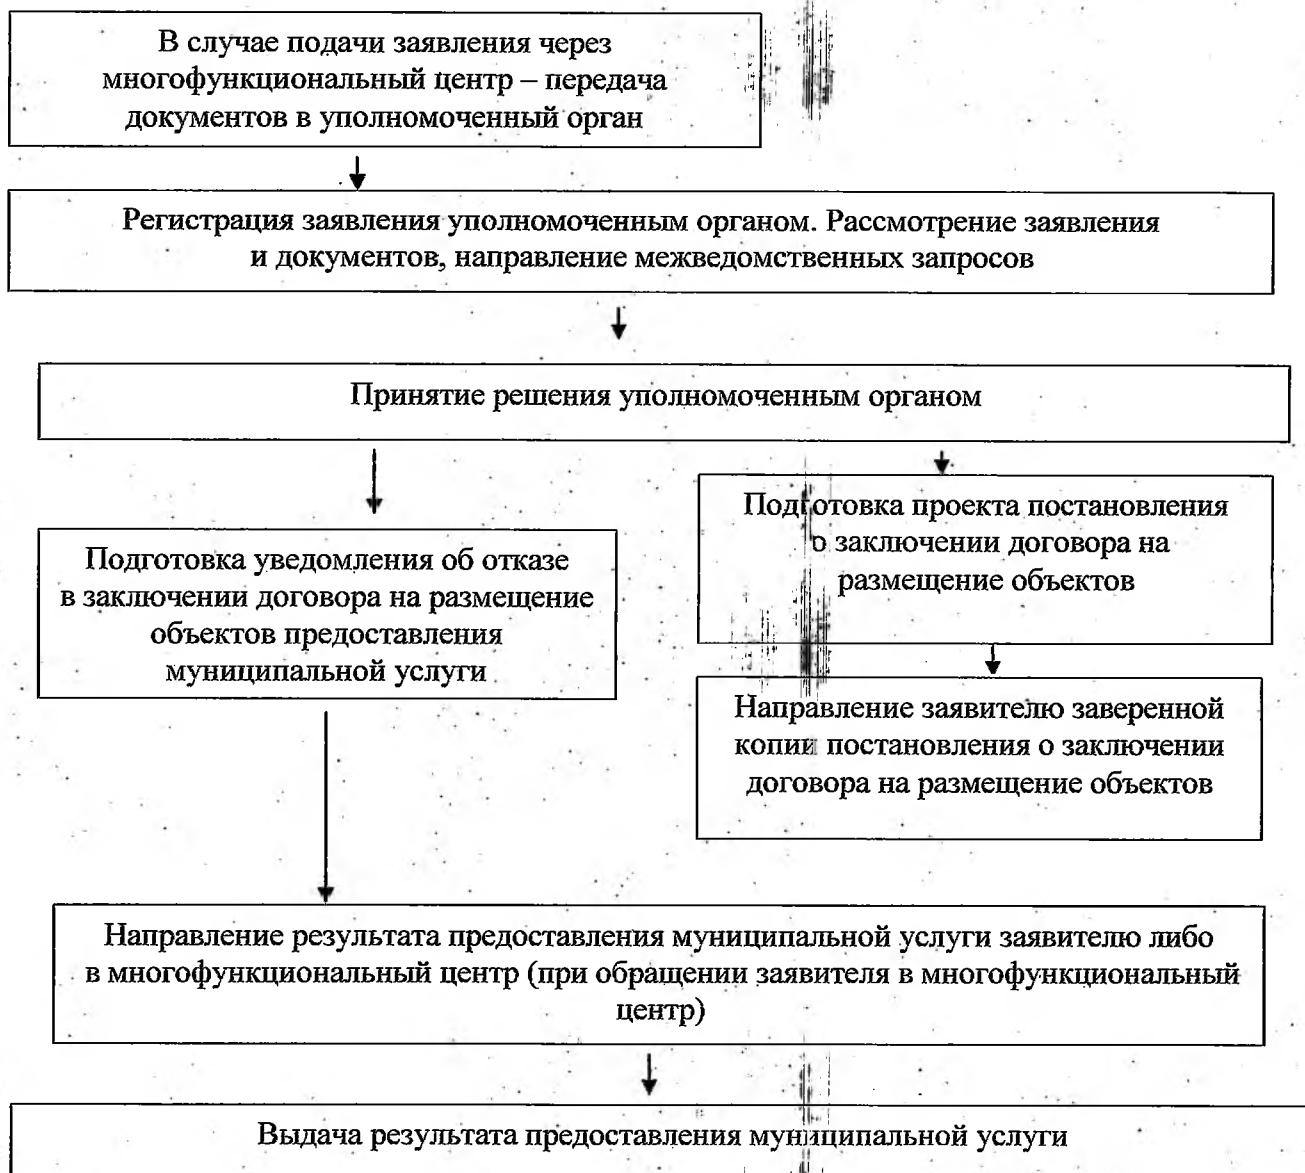 В случае подачи заявления через
многофункциональный центр – передача
документов в уполномоченный орган
Регистрация заявления уполномоченным органом. Рассмотрение заявления
и документов, направление межведомственных запросов
Принятие решения уполномоченным органом
Подготовка уведомления об отказе
в заключении договора на размещение
объектов предоставления
муниципальной услуги
Подготовка проекта постановления
о заключении договора на
размещение объектов
Направление заявителю заверенной
копии постановления о заключении
договора на размещение объектов
Направление результата предоставления муниципальной услуги заявителю либо
в многофункциональный центр (при обращении заявителя в многофункциональный
центр)
Выдача результата предоставления муниципальной услуги